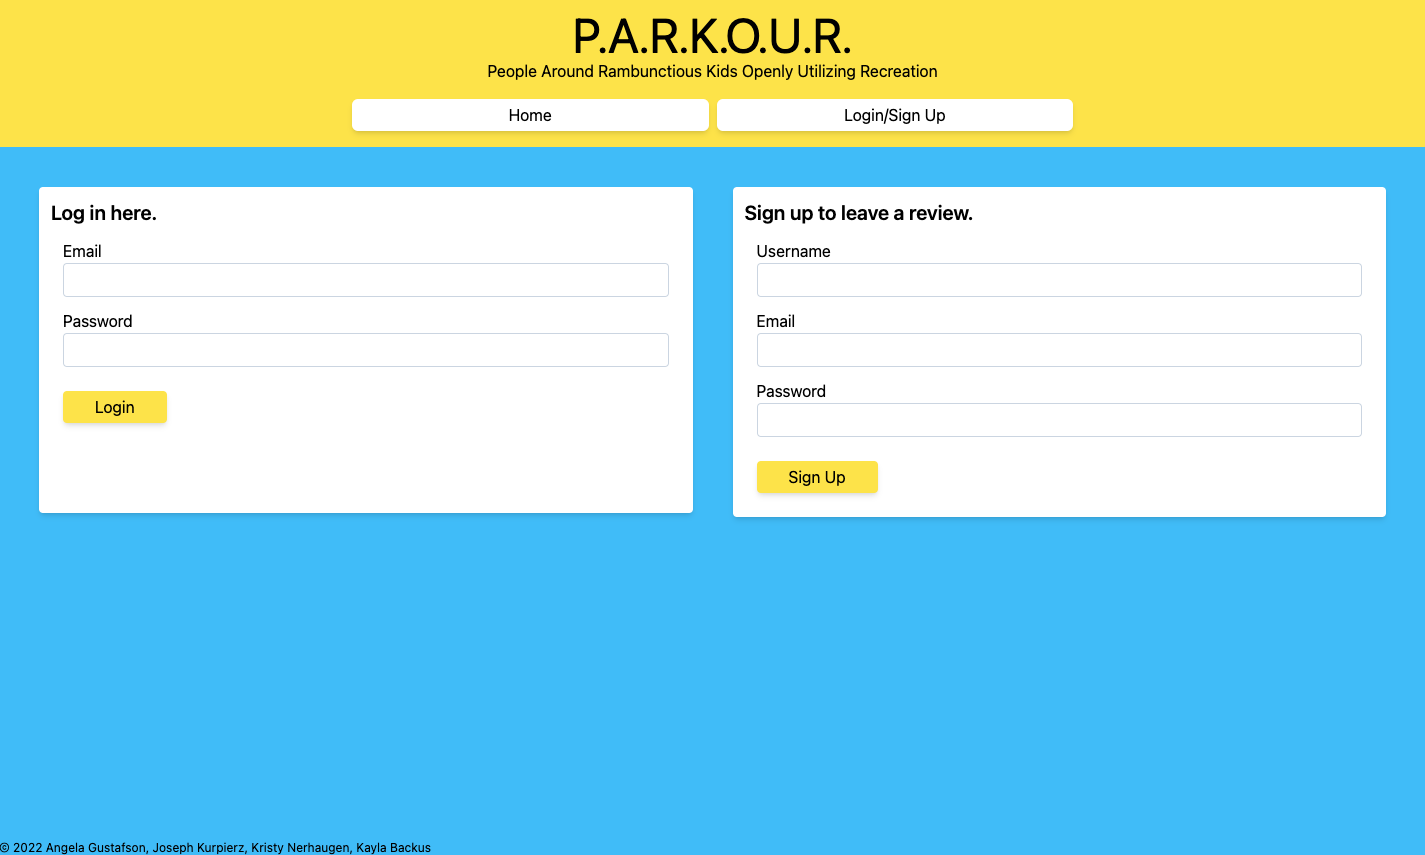 P.A.R.K.O.U.R.
People Around Rambunctious Kids Openly Utilizing Recreation
Home
Login/Sign Up
Log in here.
Email
Password
Login
Sign up to leave a review.
Username
Email
Password
Sign Up
© 2022 Angela Gustafson, Joseph Kurpierz, Kristy Nerhaugen, Kayla Backus